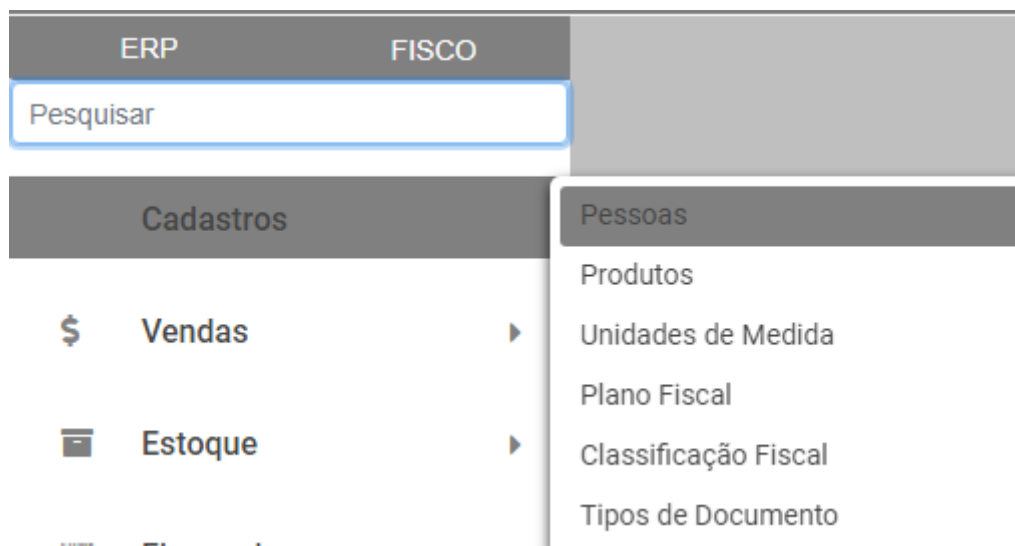 ERP FISCO
Pesquisar
Cadastros
Vendas
Estoque
Pessoas
Produtos
Unidades de Medida
Plano Fiscal
Classificação Fiscal
Tipos de Documento